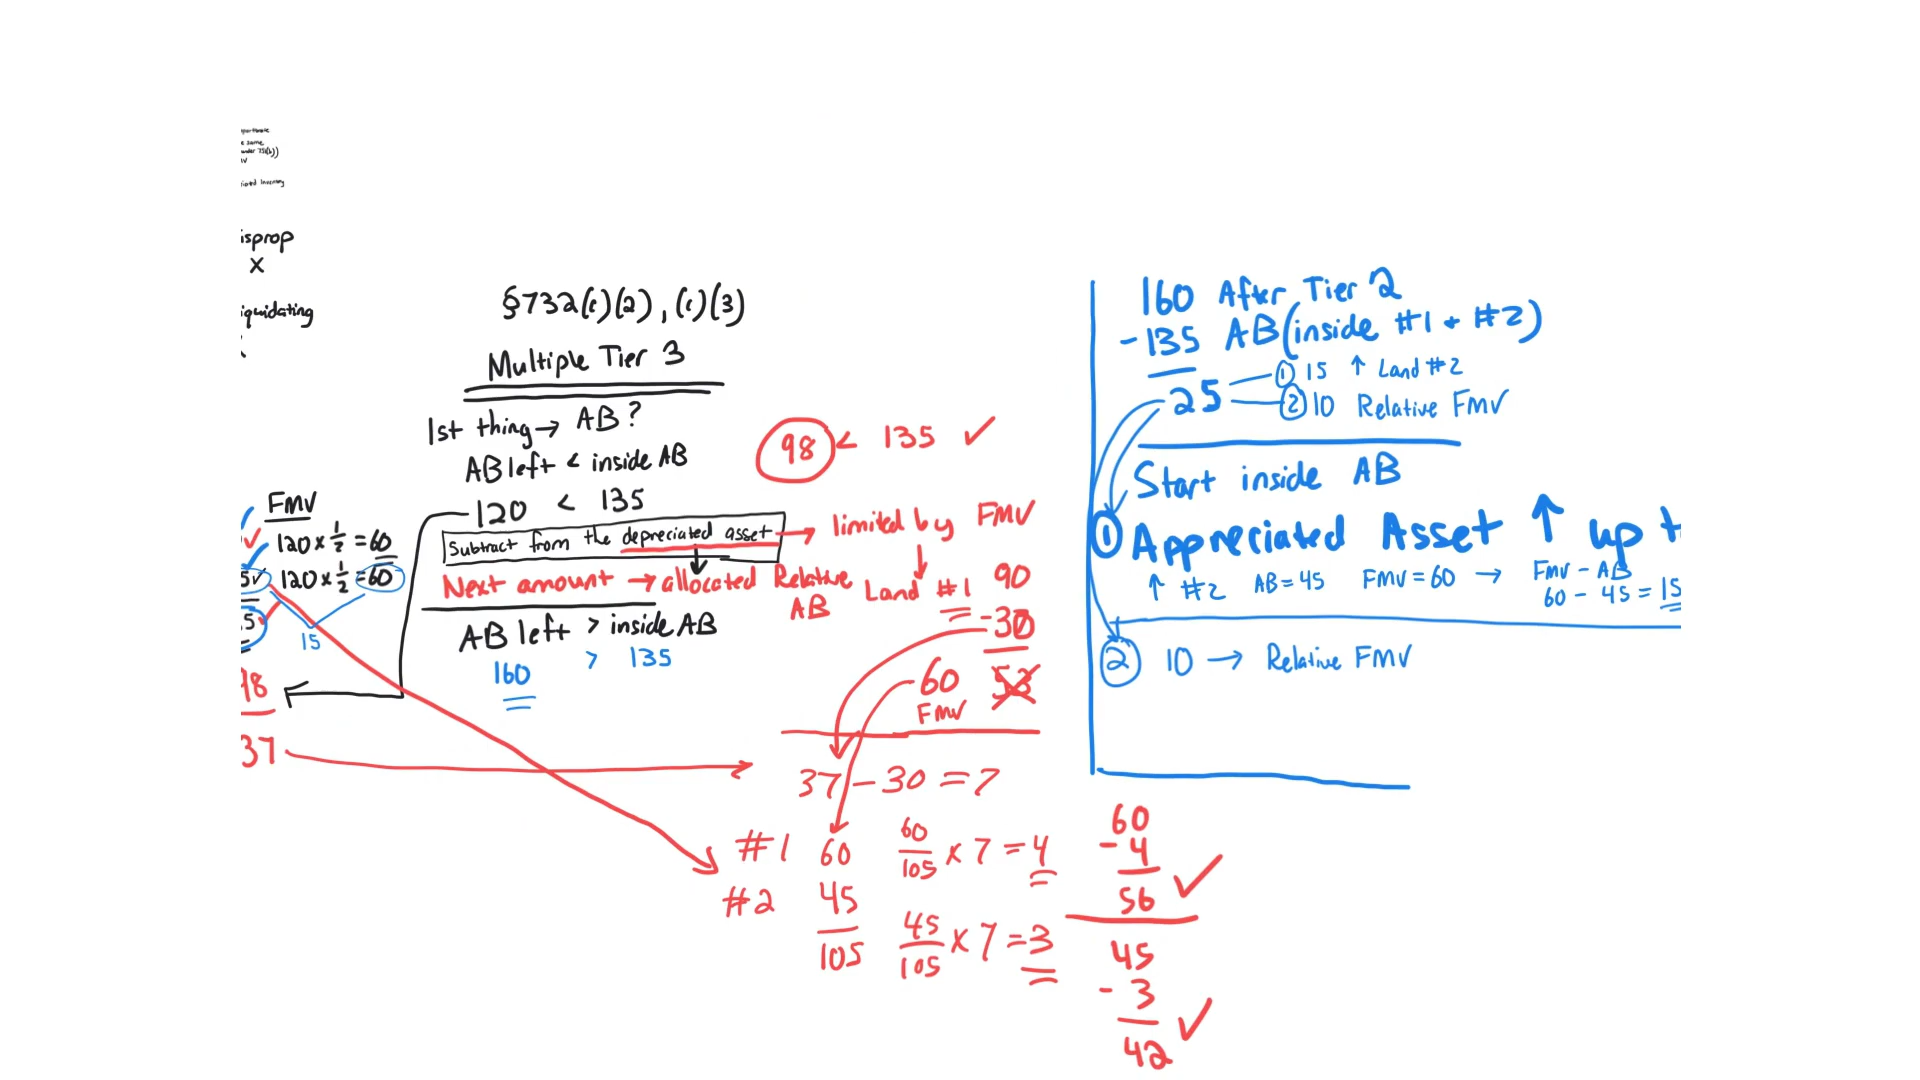 e same
under 751(b))
isprop
X
iquidating
FMV
120 x 1/2 = 60
120 x 1/2 = 60
15
37
§732(c)(2), (c)(3)
Multiple Tier 3
1st thing → AB?
AB left < inside AB
120 < 135
Subtract from the depreciated asset
Next amount → allocated Relative AB
AB left > inside AB
160 > 135
98 < 135 ✓
→ limited by FMV
Land #1 90
-30
60 53
FMV
37 - 30 = 7
#1 60 60/105 x 7 = 4
#2 45
105 45/105 x 7 = 3
60
- 4
56 ✓
45
- 3
42 ✓
160 After Tier 2
- 135 AB (inside #1 + #2)
25
① 15 ↑ Land #2
② 10 Relative FMV
Start inside AB
① Appreciated Asset ↑ up t
↑ #2 AB = 45 FMV = 60 → FMV - AB
60 - 45 = 15
② 10 → Relative FMV